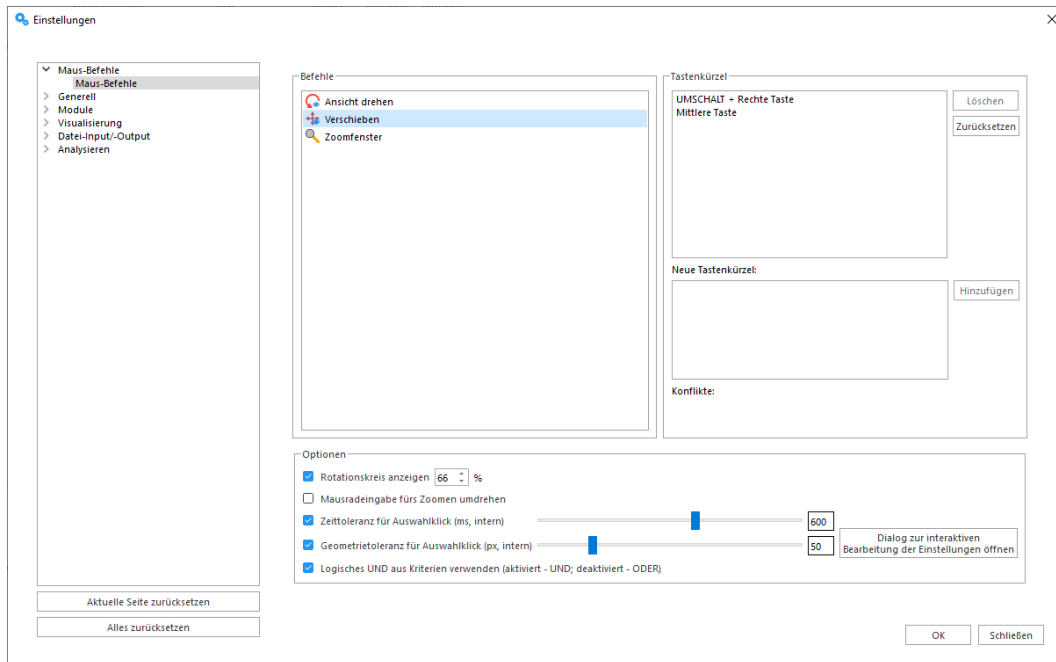 Einstellungen
Maus-Befehle
Maus-Befehle
Generell
Module
Visualisierung
Datei-Input/-Output
Analysieren
Aktuelle Seite zurücksetzen
Alles zurücksetzen
Befehle
Ansicht drehen
Verschieben
Zoomfenster
Tastenkürzel
UMSCHALT + Rechte Taste
Mittlere Taste
Löschen
Zurücksetzen
Neue Tastenkürzel:
Hinzufügen
Konflikte:
Optionen
Rotationskreis anzeigen 66 %
Mausradeingabe fürs Zoomen umdrehen
Zeittoleranz für Auswahlklick (ms, intern) 600
Geometrietoleranz für Auswahlklick (px, intern) 50
Dialog zur interaktiven
Bearbeitung der Einstellungen öffnen
Logisches UND aus Kriterien verwenden (aktiviert - UND; deaktiviert - ODER)
OK
Schließen